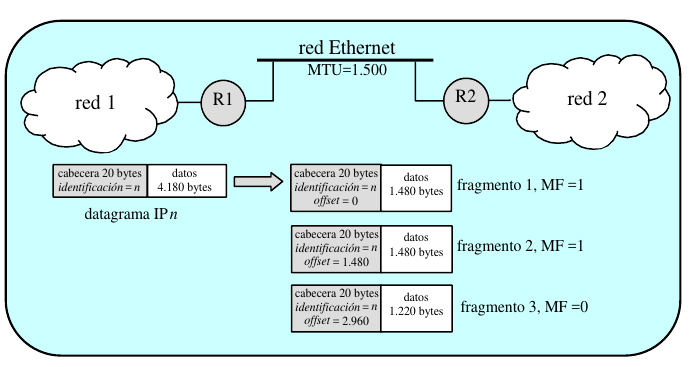 red Ethernet
MTU=1.500
red 1
R1
R2
red 2
cabecera 20 bytes
identificación = n
datos
4.180 bytes
datagrama IP n
cabecera 20 bytes
identificación = n
offset = 0
datos
1.480 bytes
fragmento 1, MF =1
cabecera 20 bytes
identificación = n
offset = 1.480
datos
1.480 bytes
fragmento 2, MF =1
cabecera 20 bytes
identificación = n
offset = 2.960
datos
1.220 bytes
fragmento 3, MF =0